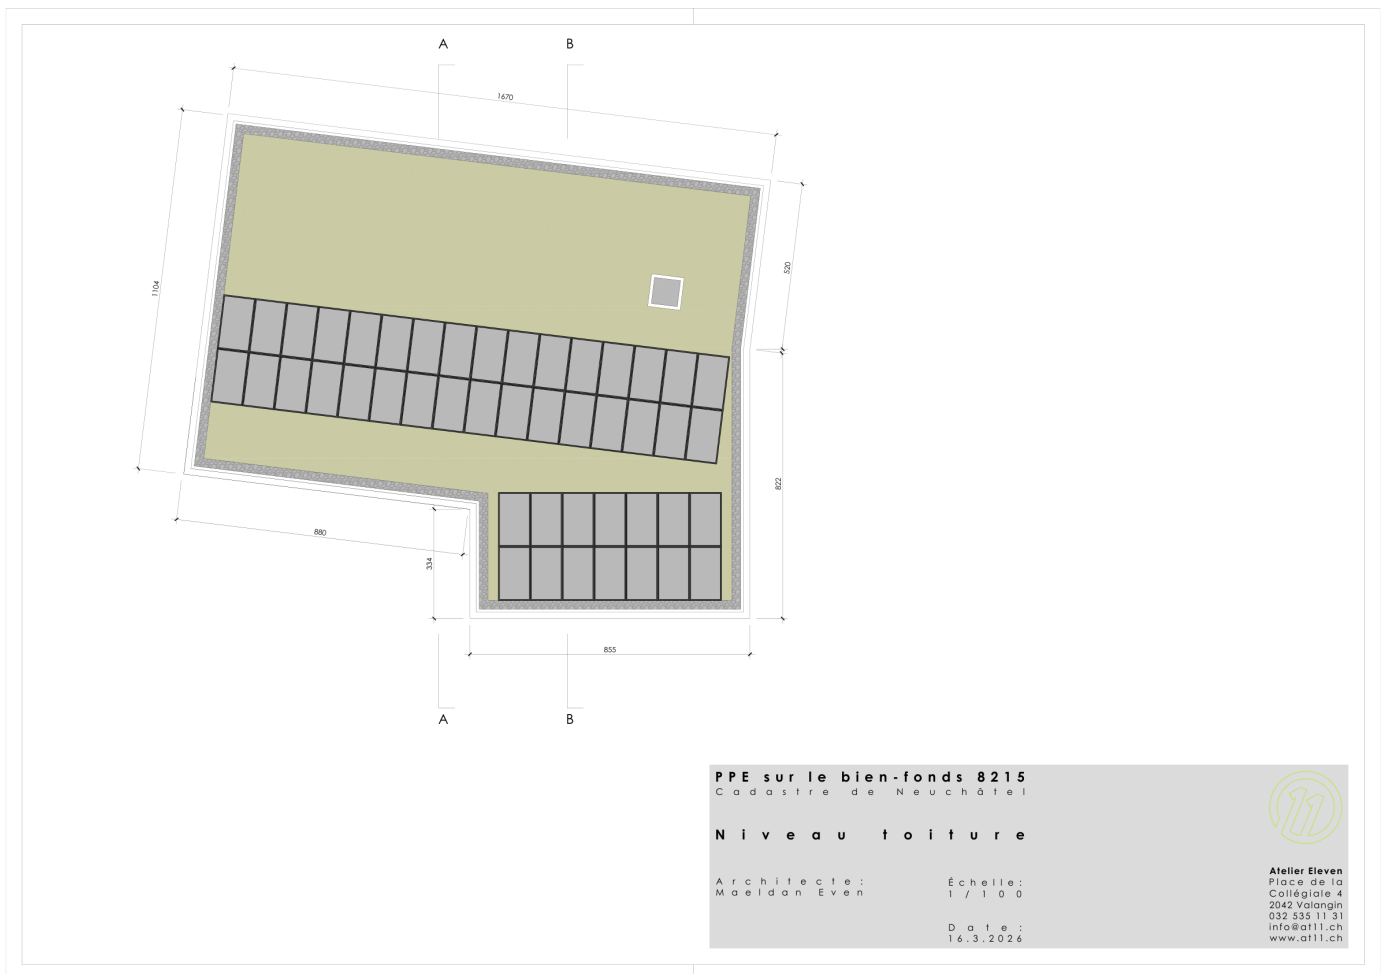 A
B
1670
1104
520
822
880
334
855
A
B
PPE sur le bien-fonds 8215
Cadastre de Neuchâtel
Niveau toiture
Architecte:
Maeldan Even
Échelle:
1/100
Date:
16.3.2026
11
Atelier Eleven
Place de la
Collégiale 4
2042 Valangin
032 535 11 31
info@at11.ch
www.at11.ch